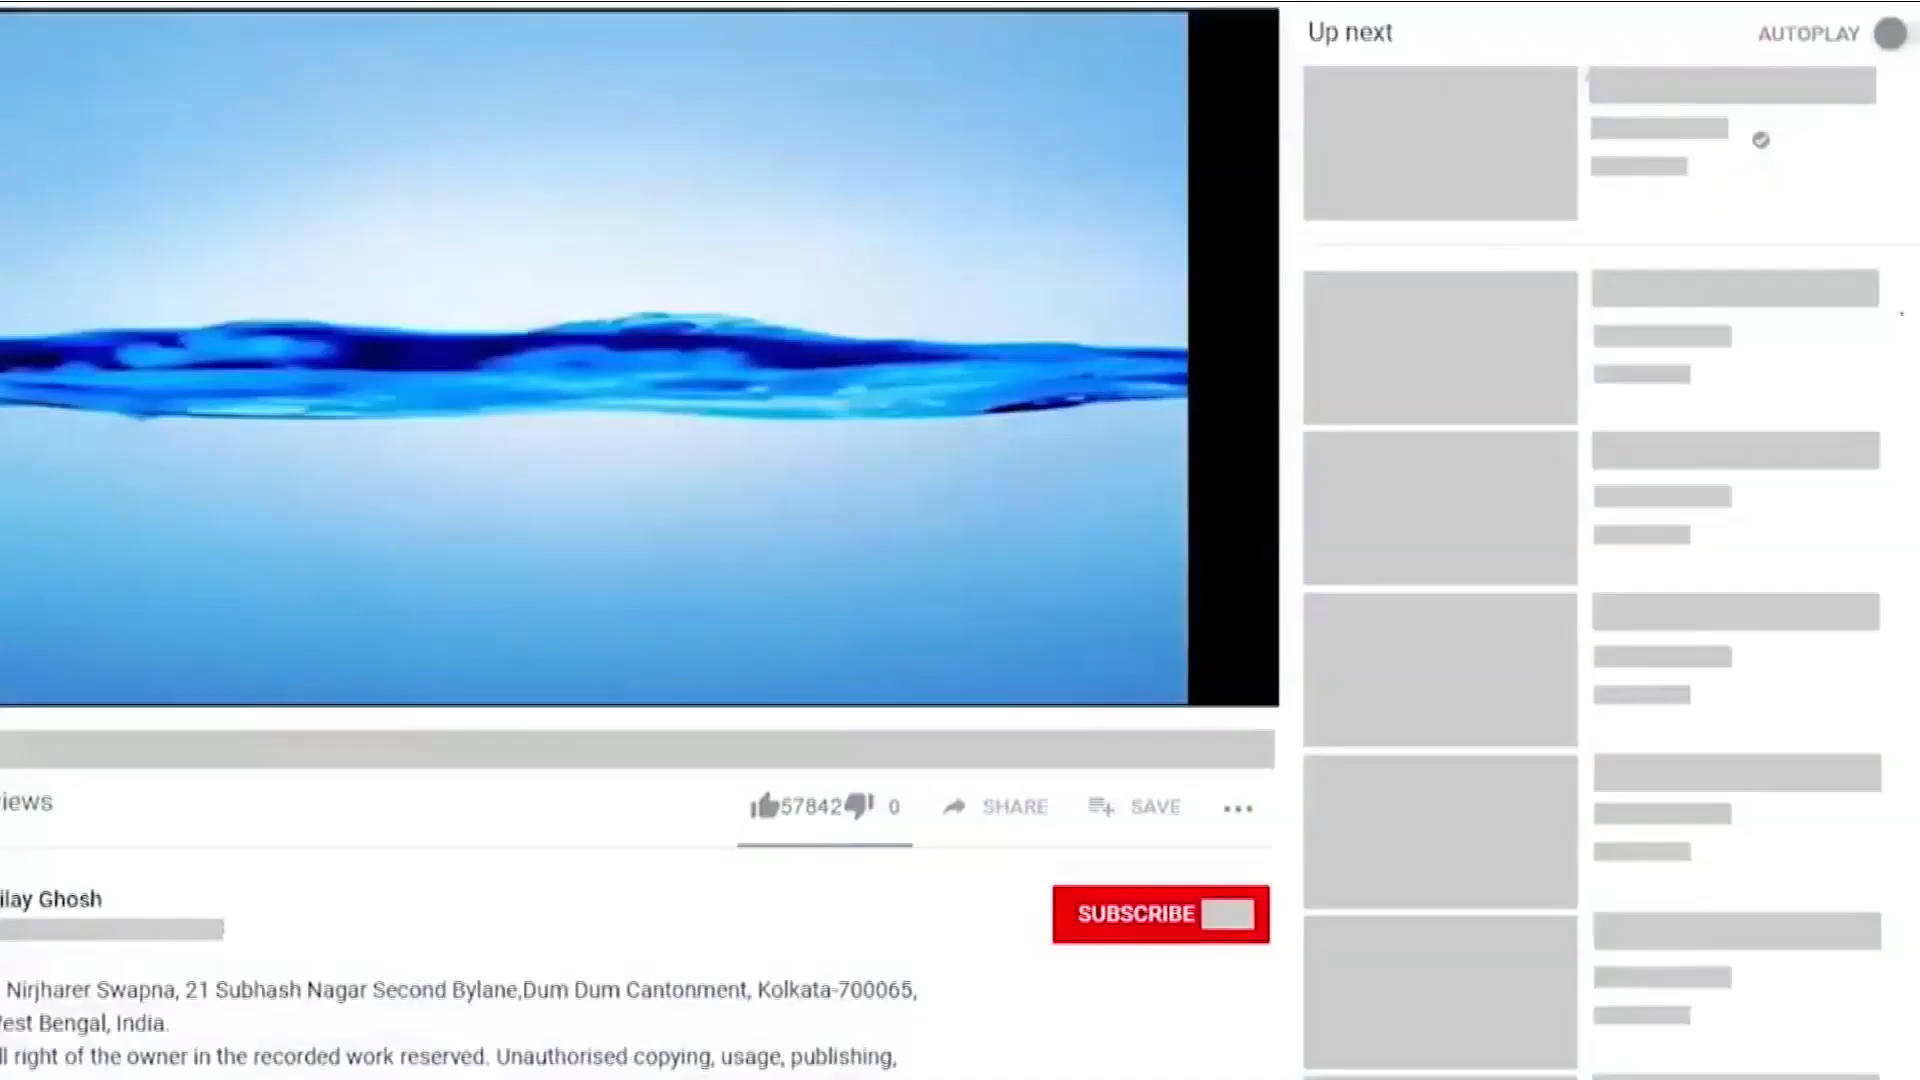 Up next
AUTOPLAY
iews
57842 0 SHARE SAVE
ilay Ghosh
SUBSCRIBE
Nirjharer Swapna, 21 Subhash Nagar Second Bylane,Dum Dum Cantonment, Kolkata-700065,
est Bengal, India.
ll right of the owner in the recorded work reserved. Unauthorised copying, usage, publishing,